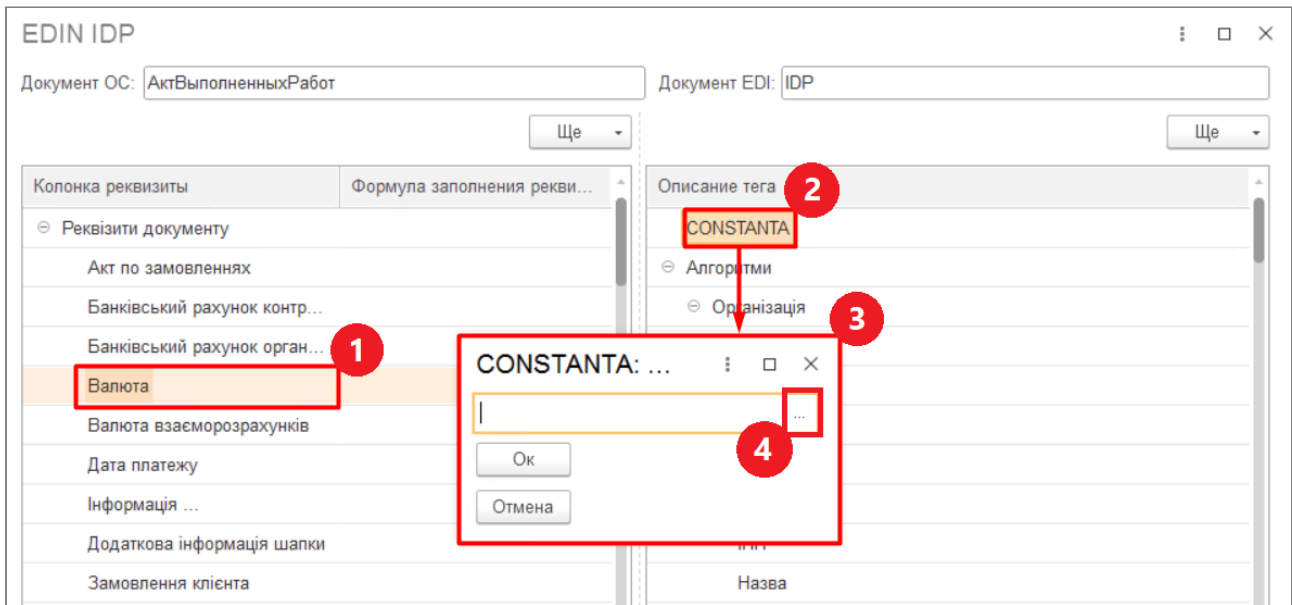 EDIN IDP
Документ ОС: АктВыполненныхРабот
Документ EDI: IDP
Ще
Ще
Колонка реквизиты
Формула заполнения рекви...
Описание тега
2
Реквізити документу
CONSTANTA
Акт по замовленнях
Алгоритми
Банківський рахунок контр...
Організація
3
Банківський рахунок орган...
1
CONSTANTA: ...
Валюта
...
Валюта взаєморозрахунків
4
Ок
Дата платежу
Інформація ...
Отмена
Додаткова інформація шапки
Замовлення клієнта
Назва